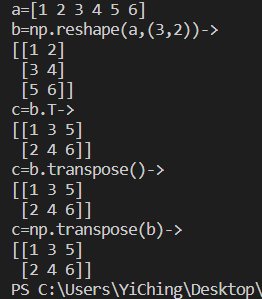 a=[1 2 3 4 5 6]
b=np.reshape(a,(3,2))->
[[1 2]
 [3 4]
 [5 6]]
c=b.T->
[[1 3 5]
 [2 4 6]]
c=b.transpose()->
[[1 3 5]
 [2 4 6]]
c=np.transpose(b)->
[[1 3 5]
 [2 4 6]]
PS C:\Users\YiChing\Desktop\